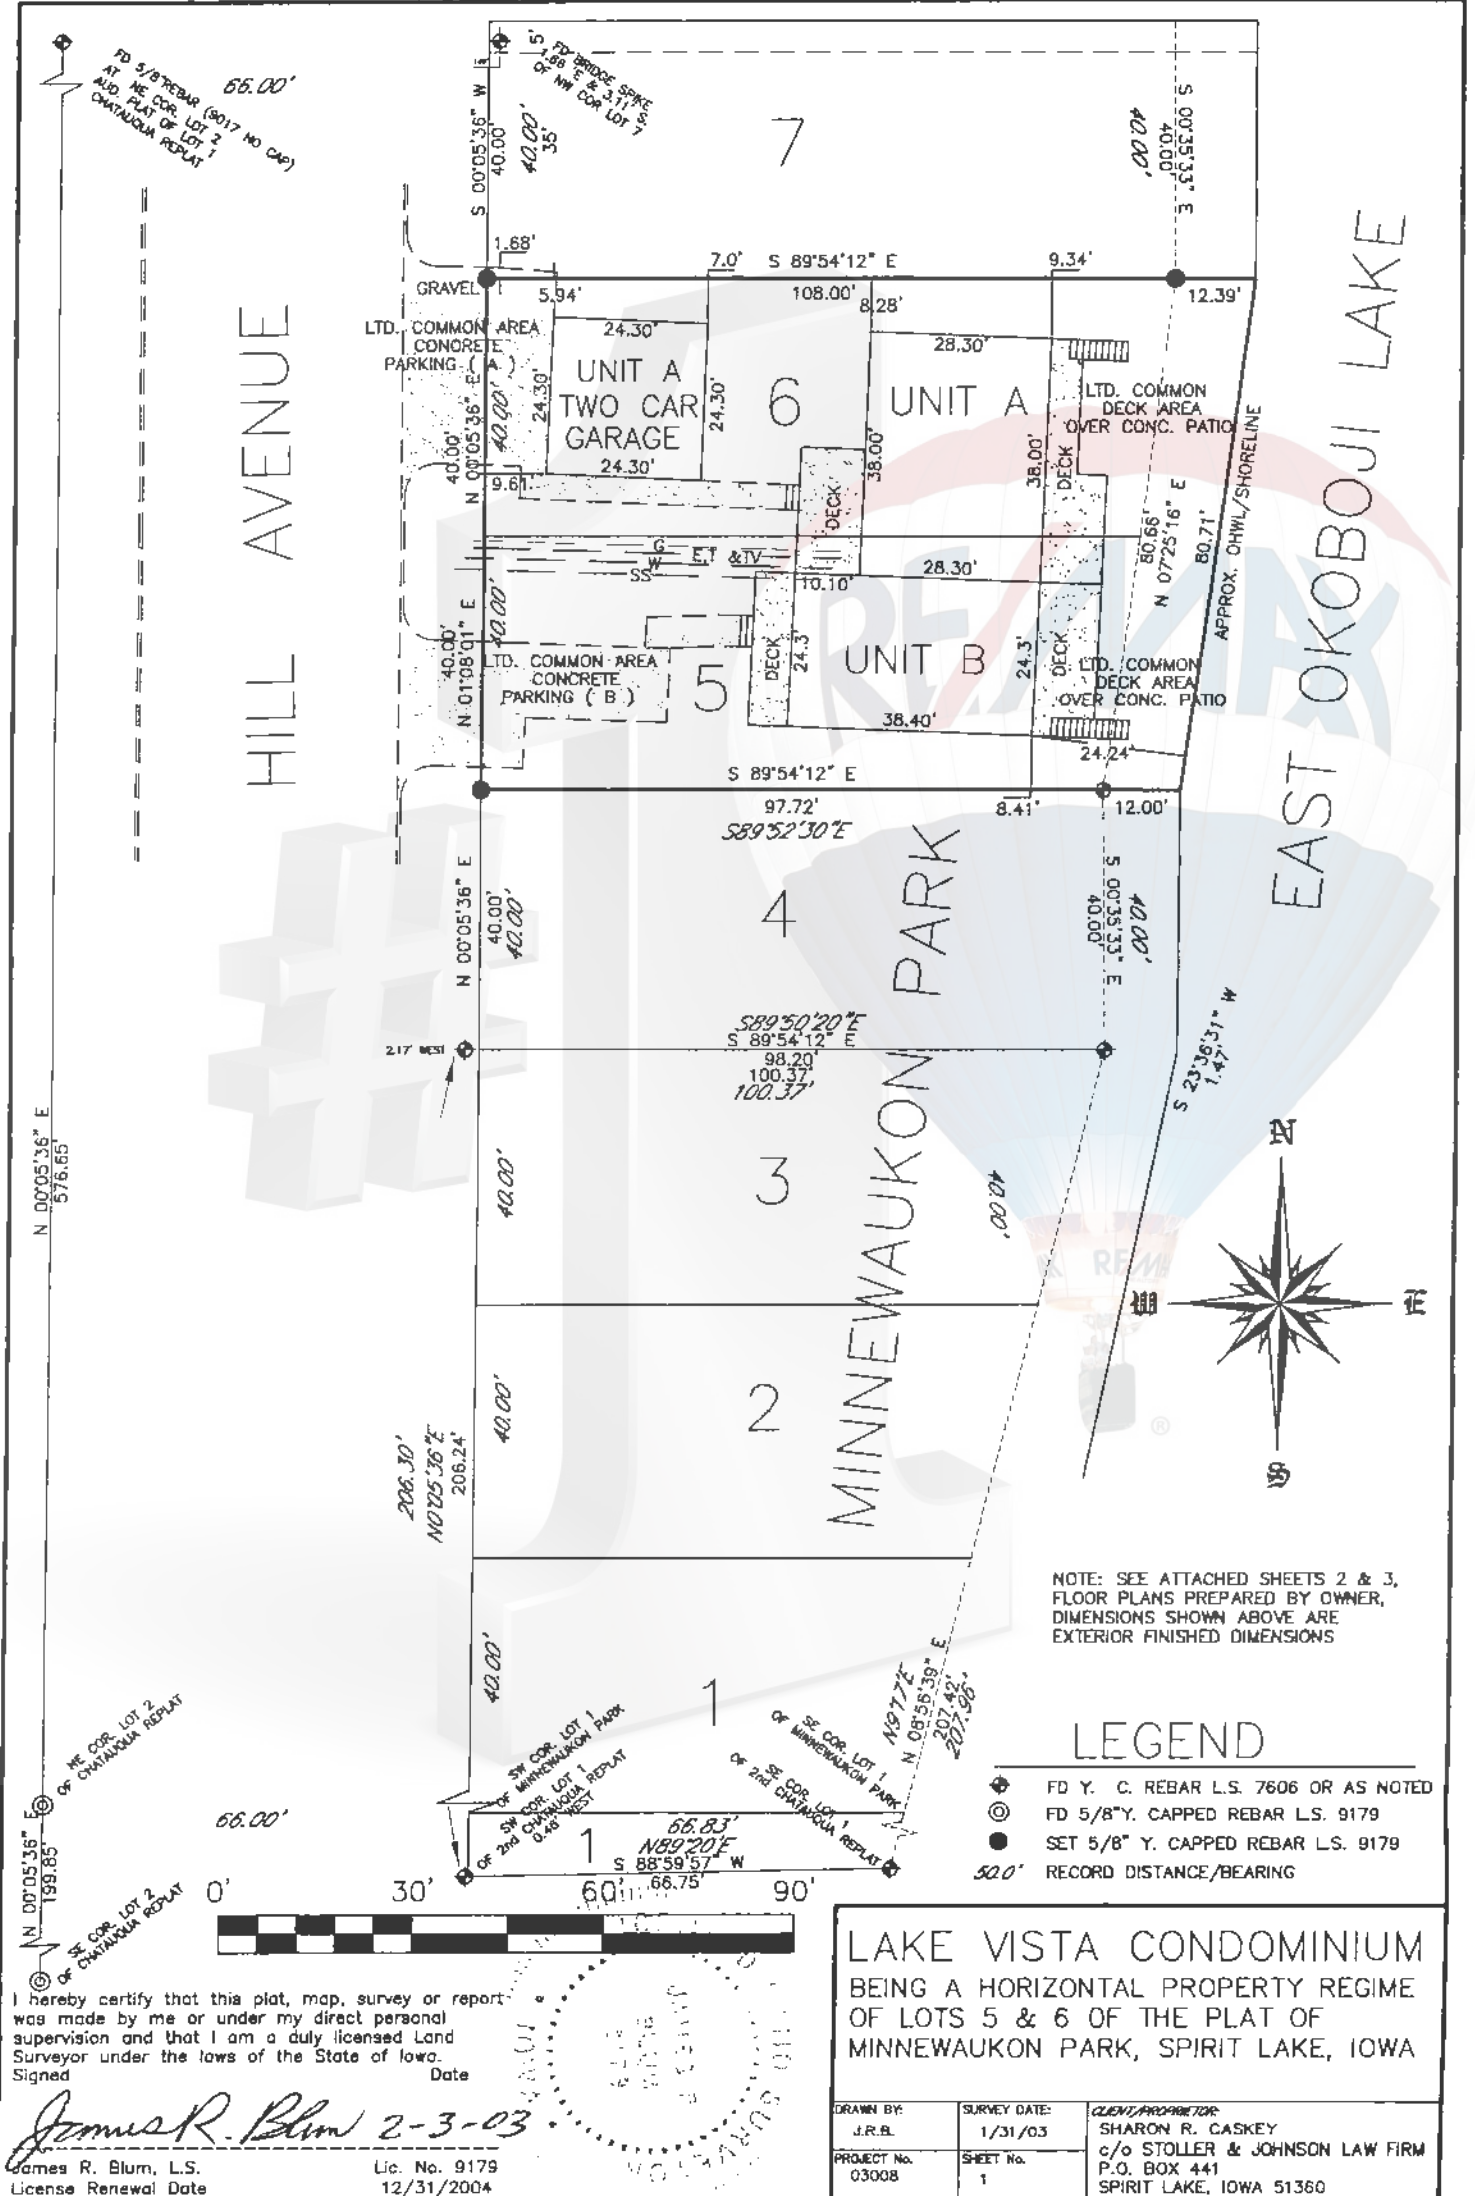 FD 5/8"REBAR (9017 NO CAP)
AT NE COR. LOT 2
AUD. PLAT OF LOT 1
CHATAUQUA REPLAT
66.00'
S 00°05'36" W
40.00'
40.00'
35'
5'
FD BRIDGE SPIKE
1.68 'E & 3.11' S.
OF NW COR LOT 7
7
40.00'
40.00'
S 00°35'33" E
1.68'
7.0'
S 89°54'12" E
9.34'
GRAVEL
5.94'
108.00'
8.28'
12.39'
LTD. COMMON AREA
CONCRETE
PARKING ( A )
24.30'
28.30'
UNIT A
TWO CAR
GARAGE
24.30'
24.30'
24.30'
6
UNIT A
LTD. COMMON
DECK AREA
OVER CONC. PATIO
40.00'
N 00°05'36" E
40.00'
9.61'
38.00'
38.00'
DECK
DECK
HILL AVENUE
EAST OKOBOJI LAKE
G
W
E,T &TV
SS
28.30'
10.10'
80.66'
N 07°25'16" E
80.71'
APPROX. OHWL/SHORELINE
40.00'
N 01°08'01" E
40.00'
LTD. COMMON AREA
CONCRETE
PARKING ( B )
5
DECK
24.3'
UNIT B
24.3'
DECK
LTD. COMMON
DECK AREA
OVER CONC. PATIO
38.40'
24.24'
S 89°54'12" E
97.72'
8.41'
12.00'
S89°52'30"E
N 00°05'36" E
40.00'
40.00'
4
S 00°35'33" E
40.00'
40.00'
MINNEWAUKON PARK
S89°50'20"E
S 89°54'12" E
98.20'
100.37'
100.37'
2.17' WEST
S 23°36'31" W
1.47'
N 00°05'36" E
576.65'
40.00'
3
40.00'
RE/MAX
RE/MAX
®
N
W
E
S
40.00'
2
206.30'
N0°05'36"E
206.24'
NOTE: SEE ATTACHED SHEETS 2 & 3,
FLOOR PLANS PREPARED BY OWNER,
DIMENSIONS SHOWN ABOVE ARE
EXTERIOR FINISHED DIMENSIONS
40.00'
1
N9°17'E
N 08°56'39" E
207.42'
207.96'
NE COR. LOT 2
OF CHATAUQUA REPLAT
SW COR. LOT 1
OF MINNEWAUKON PARK
SW COR. LOT 1
OF 2nd CHATAUQUA REPLAT
0.46' WEST
SE COR. LOT 1
OF MINNEWAUKON PARK
SE COR. LOT 1
OF 2nd CHATAUQUA REPLAT
66.00'
1
66.83'
N89°20'E
S 88°59'57" W
66.75'
N 00°05'36" E
199.85'
SE COR. LOT 2
OF CHATAUQUA REPLAT
LEGEND
FD Y. C. REBAR L.S. 7606 OR AS NOTED
FD 5/8"Y. CAPPED REBAR L.S. 9179
SET 5/8" Y. CAPPED REBAR L.S. 9179
50.0' RECORD DISTANCE/BEARING
0' 30' 60' 90'
I hereby certify that this plat, map, survey or report
was made by me or under my direct personal
supervision and that I am a duly licensed Land
Surveyor under the laws of the State of Iowa.
Signed Date
James R. Blum 2-3-03
James R. Blum, L.S. Lic. No. 9179
License Renewal Date 12/31/2004
LAKE VISTA CONDOMINIUM
BEING A HORIZONTAL PROPERTY REGIME
OF LOTS 5 & 6 OF THE PLAT OF
MINNEWAUKON PARK, SPIRIT LAKE, IOWA
DRAWN BY:
J.R.B.
SURVEY DATE:
1/31/03
CLIENT/PROPRIETOR
SHARON R. CASKEY
c/o STOLLER & JOHNSON LAW FIRM
P.O. BOX 441
SPIRIT LAKE, IOWA 51360
PROJECT No.
03008
SHEET No.
1